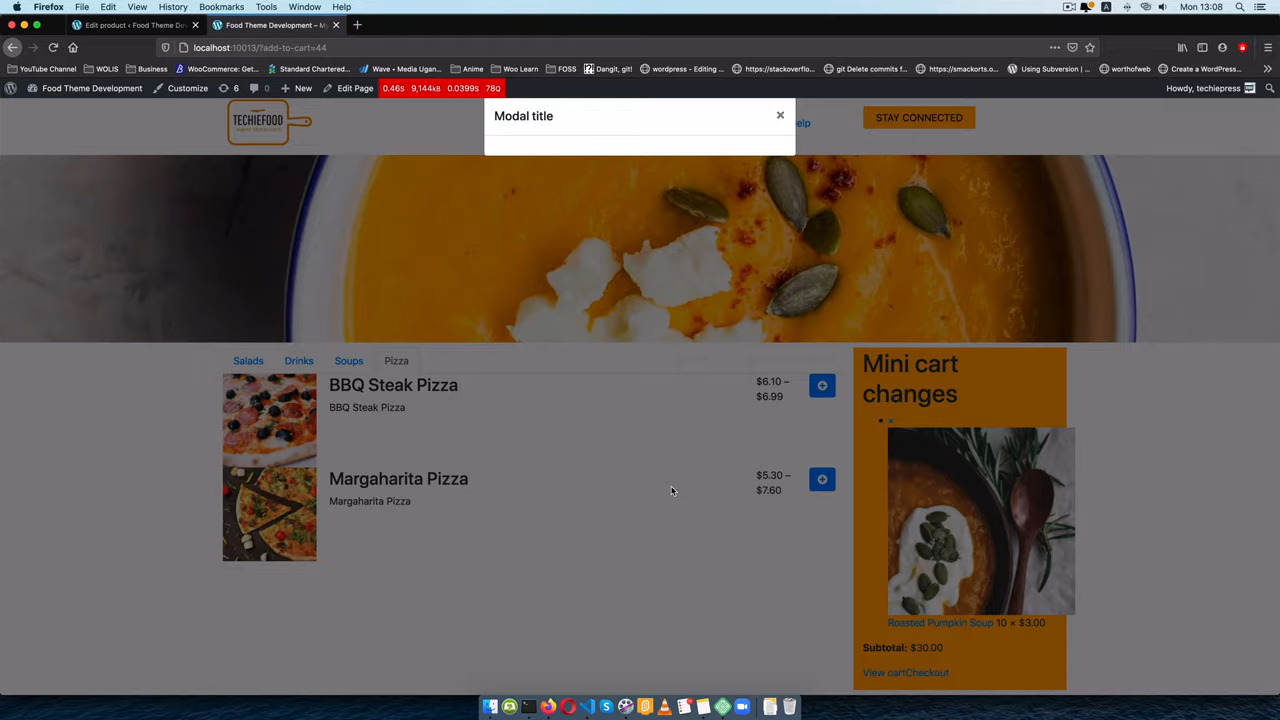 Firefox File Edit View History Bookmarks Tools Window Help
Mon 13:08
Edit product ‹ Food Theme De
Food Theme Development – My
localhost:10013/?add-to-cart=44
YouTube Channel WOLIS Business WooCommerce: Get... Standard Chartered... Wave • Media Ugan... Anime Woo Learn FOSS Dangit, git! wordpress - Editing ... https://stackoverflo... git Delete commits f... https://smackorts.o... Using Subversion | ... worthofweb Create a WordPress...
Food Theme Development Customize 6 0 New Edit Page 0.46S 9,144KB 0.0399S 78Q Howdy, techiepress
TECHIEFOOD
elp
STAY CONNECTED
Modal title
×
Salads Drinks Soups Pizza
BBQ Steak Pizza
BBQ Steak Pizza
$6.10 –
$6.99
Margaharita Pizza
Margaharita Pizza
$5.30 –
$7.60
Mini cart
changes
×
Roasted Pumpkin Soup 10 × $3.00
Subtotal: $30.00
View cartCheckout